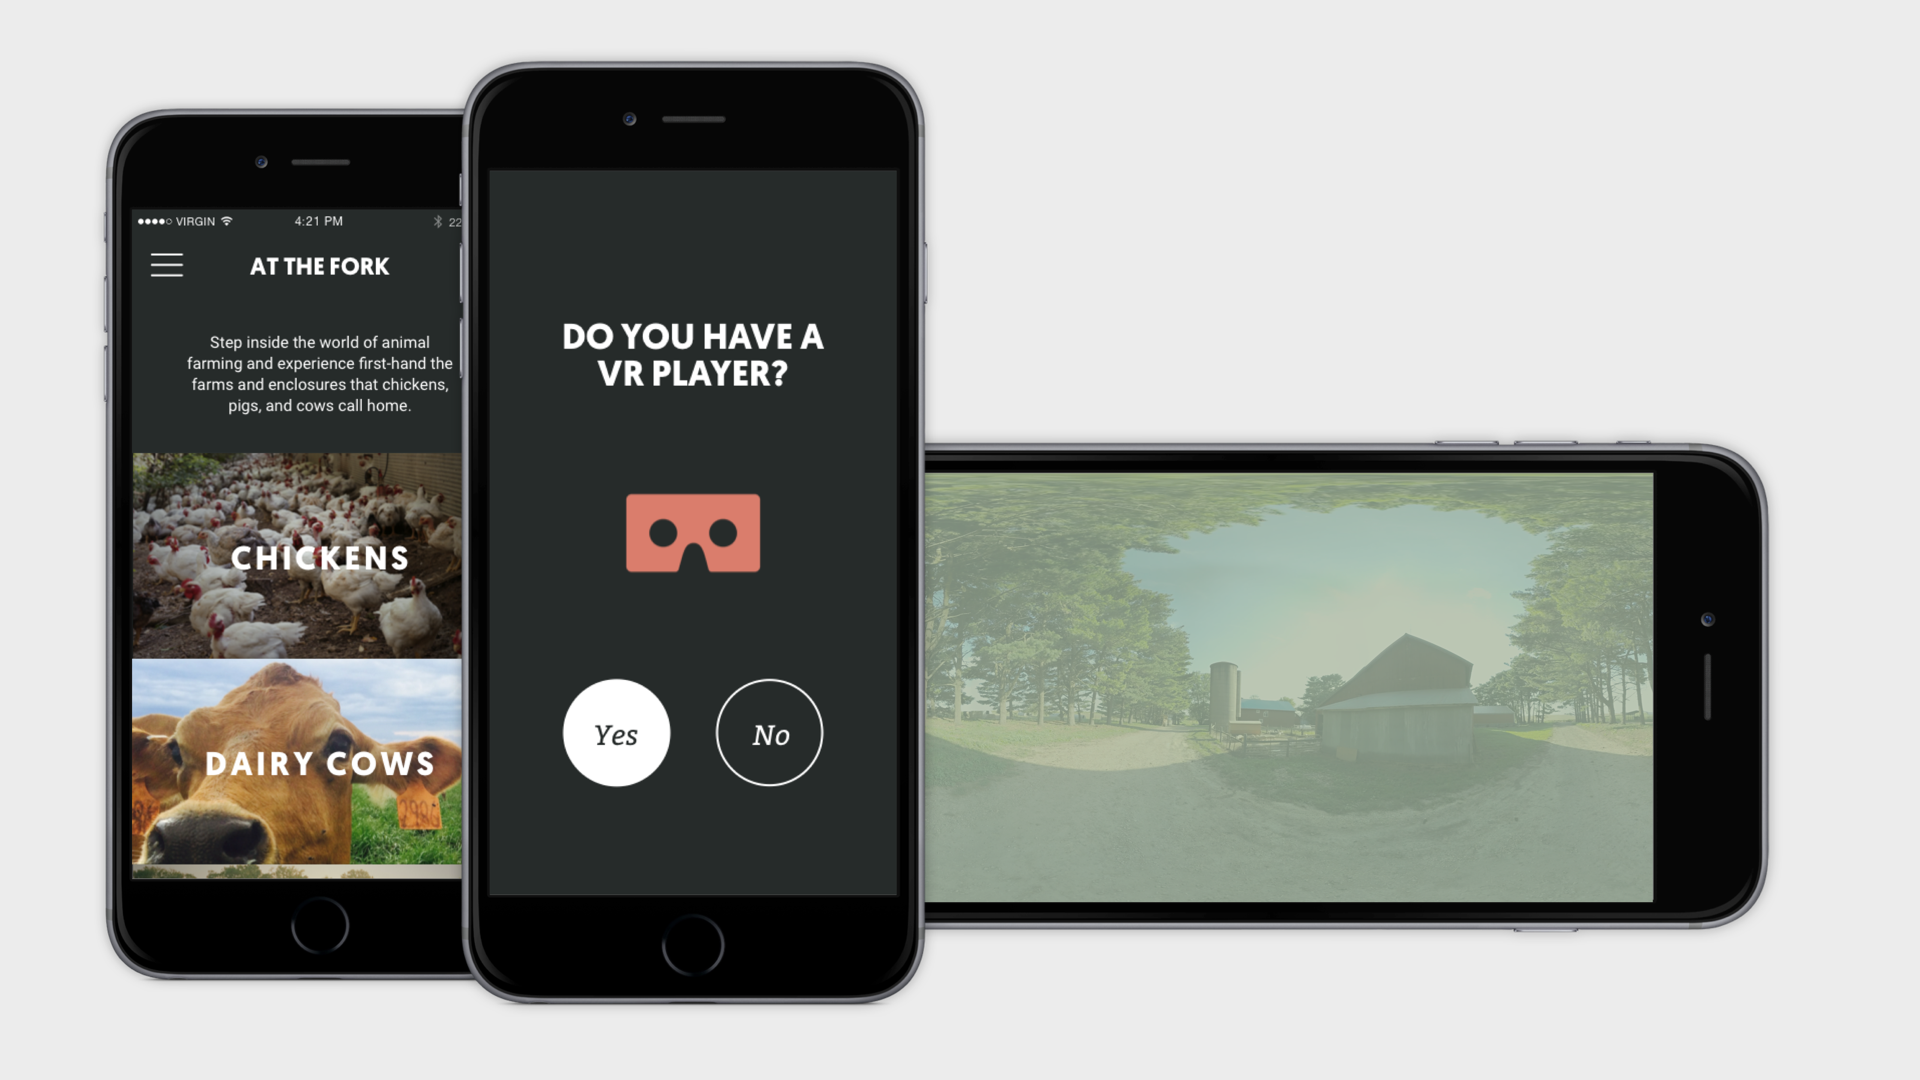 VIRGIN
4:21 PM
22
AT THE FORK
Step inside the world of animal
farming and experience first-hand the
farms and enclosures that chickens,
pigs, and cows call home.
CHICKENS
DAIRY COWS
DO YOU HAVE A
VR PLAYER?
Yes
No